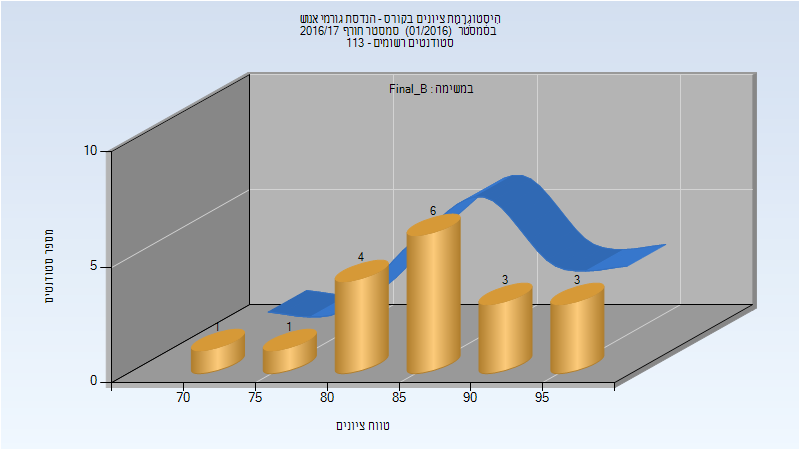 היסטוגרמת ציונים בקורס - הנדסת גורמי אנוש
בסמסטר (01/2016) סמסטר חורף 2016/17
סטודנטים רשומים - 113
במשימה : Final_B
מספר סטודנטים
10
5
0
1
1
4
6
3
3
70
75
80
85
90
95
טווח ציונים